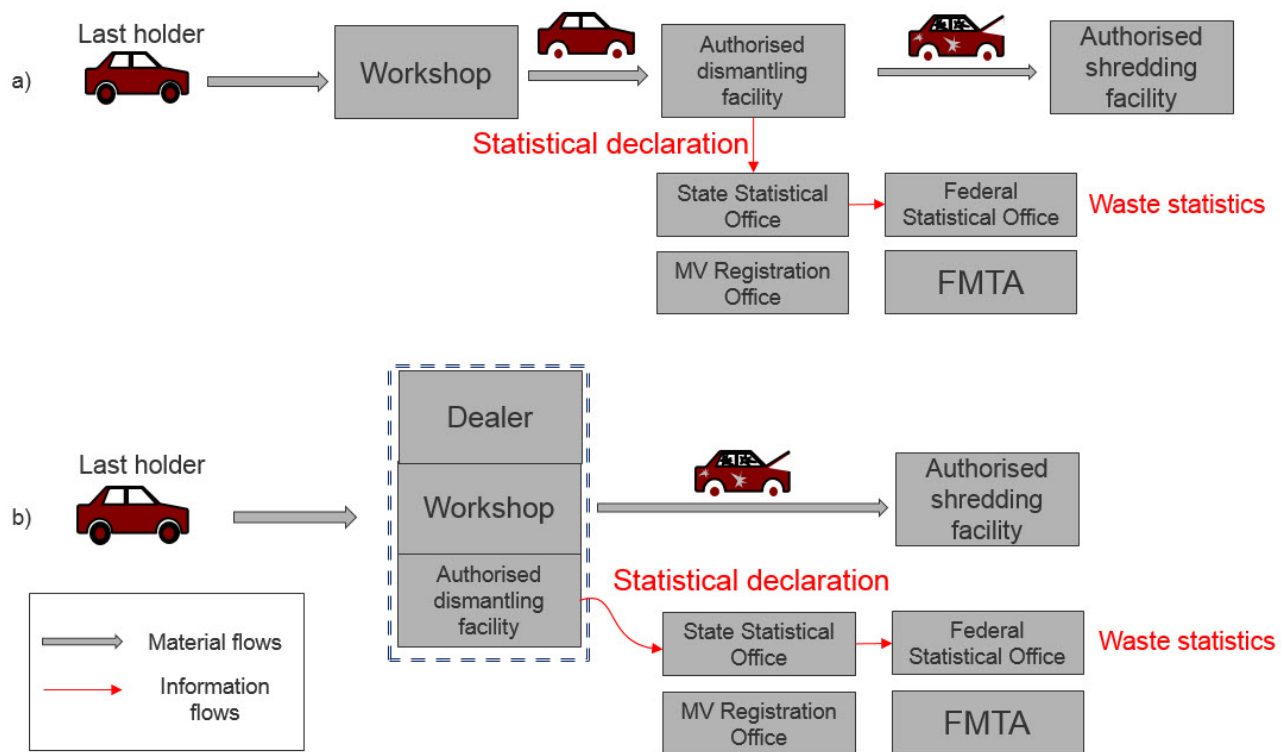 a)
Last holder
Workshop
Authorised
dismantling
facility
Authorised
shredding
facility
Statistical declaration
State Statistical
Office
Federal
Statistical Office
Waste statistics
MV Registration
Office
FMTA
b)
Last holder
Dealer
Workshop
Authorised
dismantling
facility
Authorised
shredding
facility
Statistical declaration
State Statistical
Office
Federal
Statistical Office
Waste statistics
MV Registration
Office
FMTA
Material flows
Information
flows